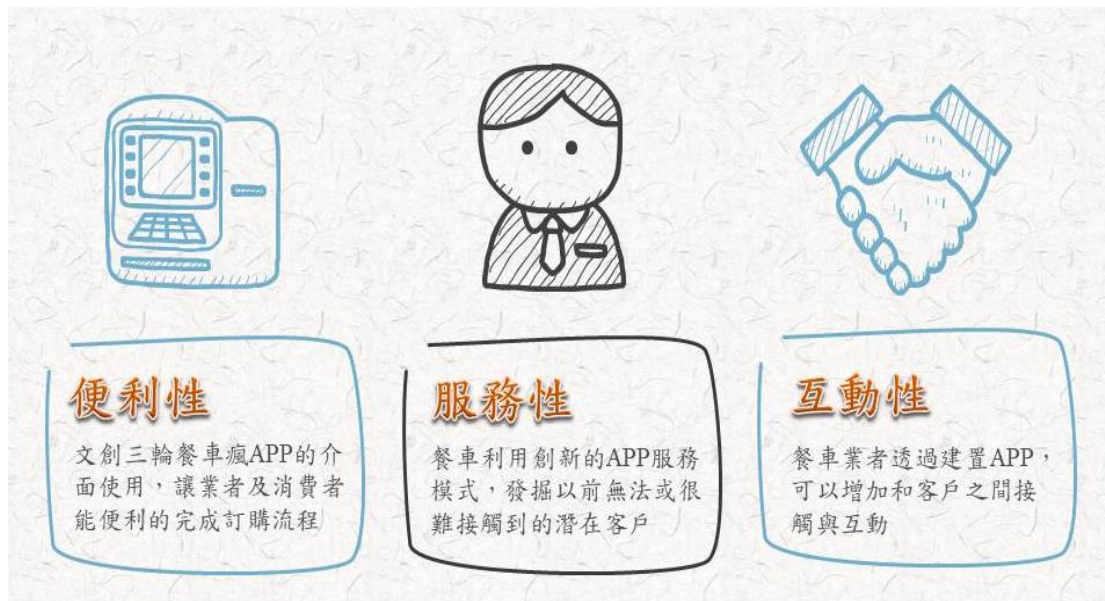 便利性
文創三輪餐車瘋APP的介
面使用，讓業者及消費者
能便利的完成訂購流程
服務性
餐車利用創新的APP服務
模式，發掘以前無法或很
難接觸到的潛在客戶
互動性
餐車業者透過建置APP，
可以增加和客戶之間接
觸與互動